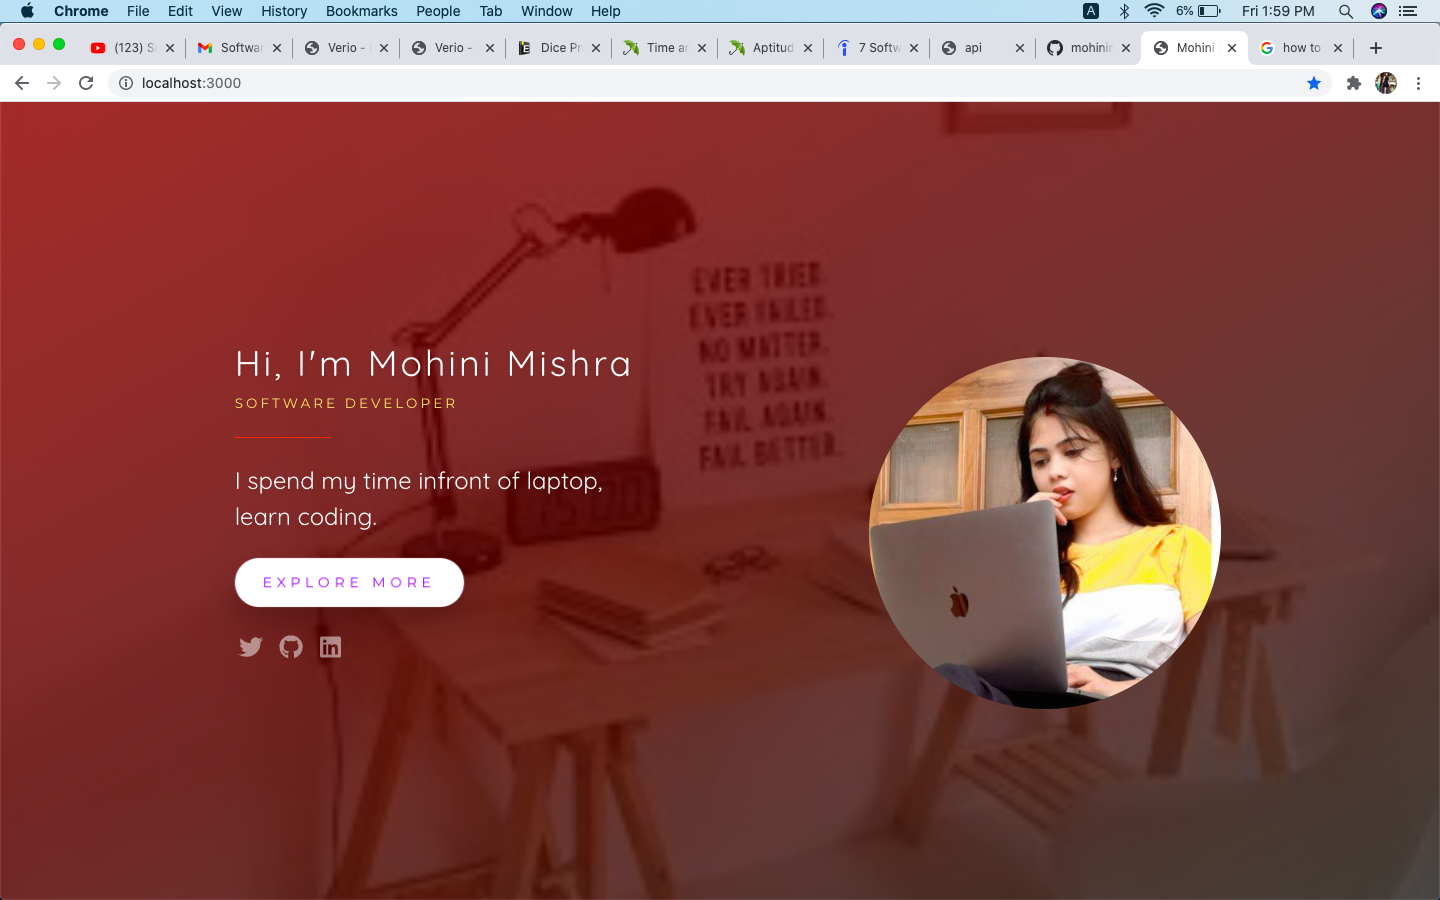 Chrome File Edit View History Bookmarks People Tab Window Help A 6% Fri 1:59 PM
(123) S Softwar Verio - Verio - Dice Pr Time ar Aptitud 7 Softw api mohinir Mohini how to
localhost:3000
EVER TRIED.
EVER FAILED.
NO MATTER.
TRY AGAIN.
FAIL AGAIN.
FAIL BETTER.
Hi, I'm Mohini Mishra
SOFTWARE DEVELOPER
I spend my time infront of laptop,
learn coding.
EXPLORE MORE